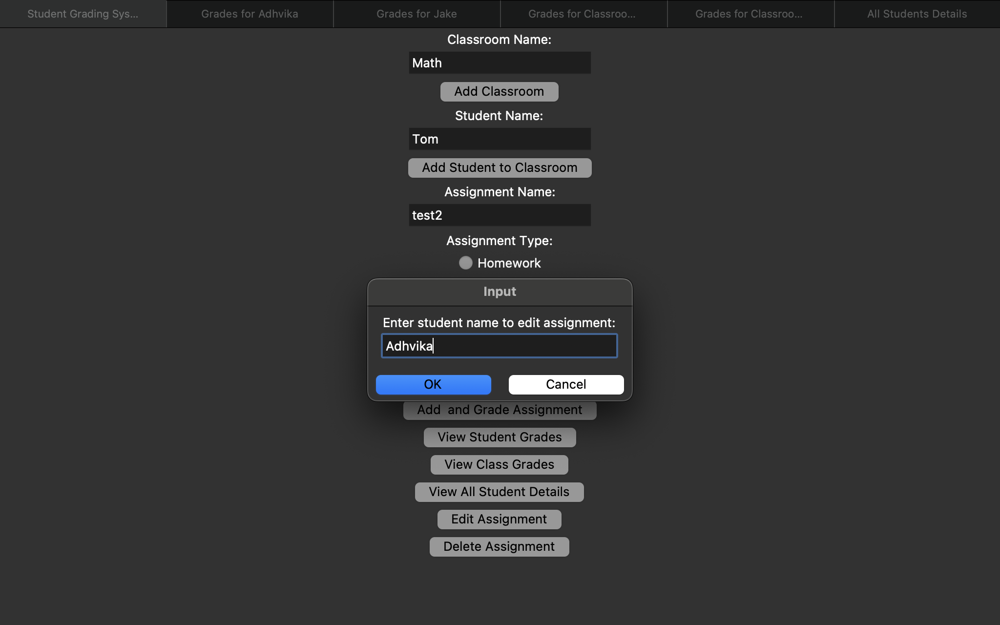 Student Grading Sys...
Grades for Adhvika
Grades for Jake
Grades for Classroo...
Grades for Classroo...
All Students Details
Classroom Name:
Math
Add Classroom
Student Name:
Tom
Add Student to Classroom
Assignment Name:
test2
Assignment Type:
Homework
Input
Enter student name to edit assignment:
Adhvika
OK
Cancel
Add  and Grade Assignment
View Student Grades
View Class Grades
View All Student Details
Edit Assignment
Delete Assignment